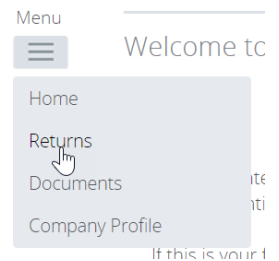 Menu
Welcome to
Home
Returns
Documents
Company Profile
If this is your